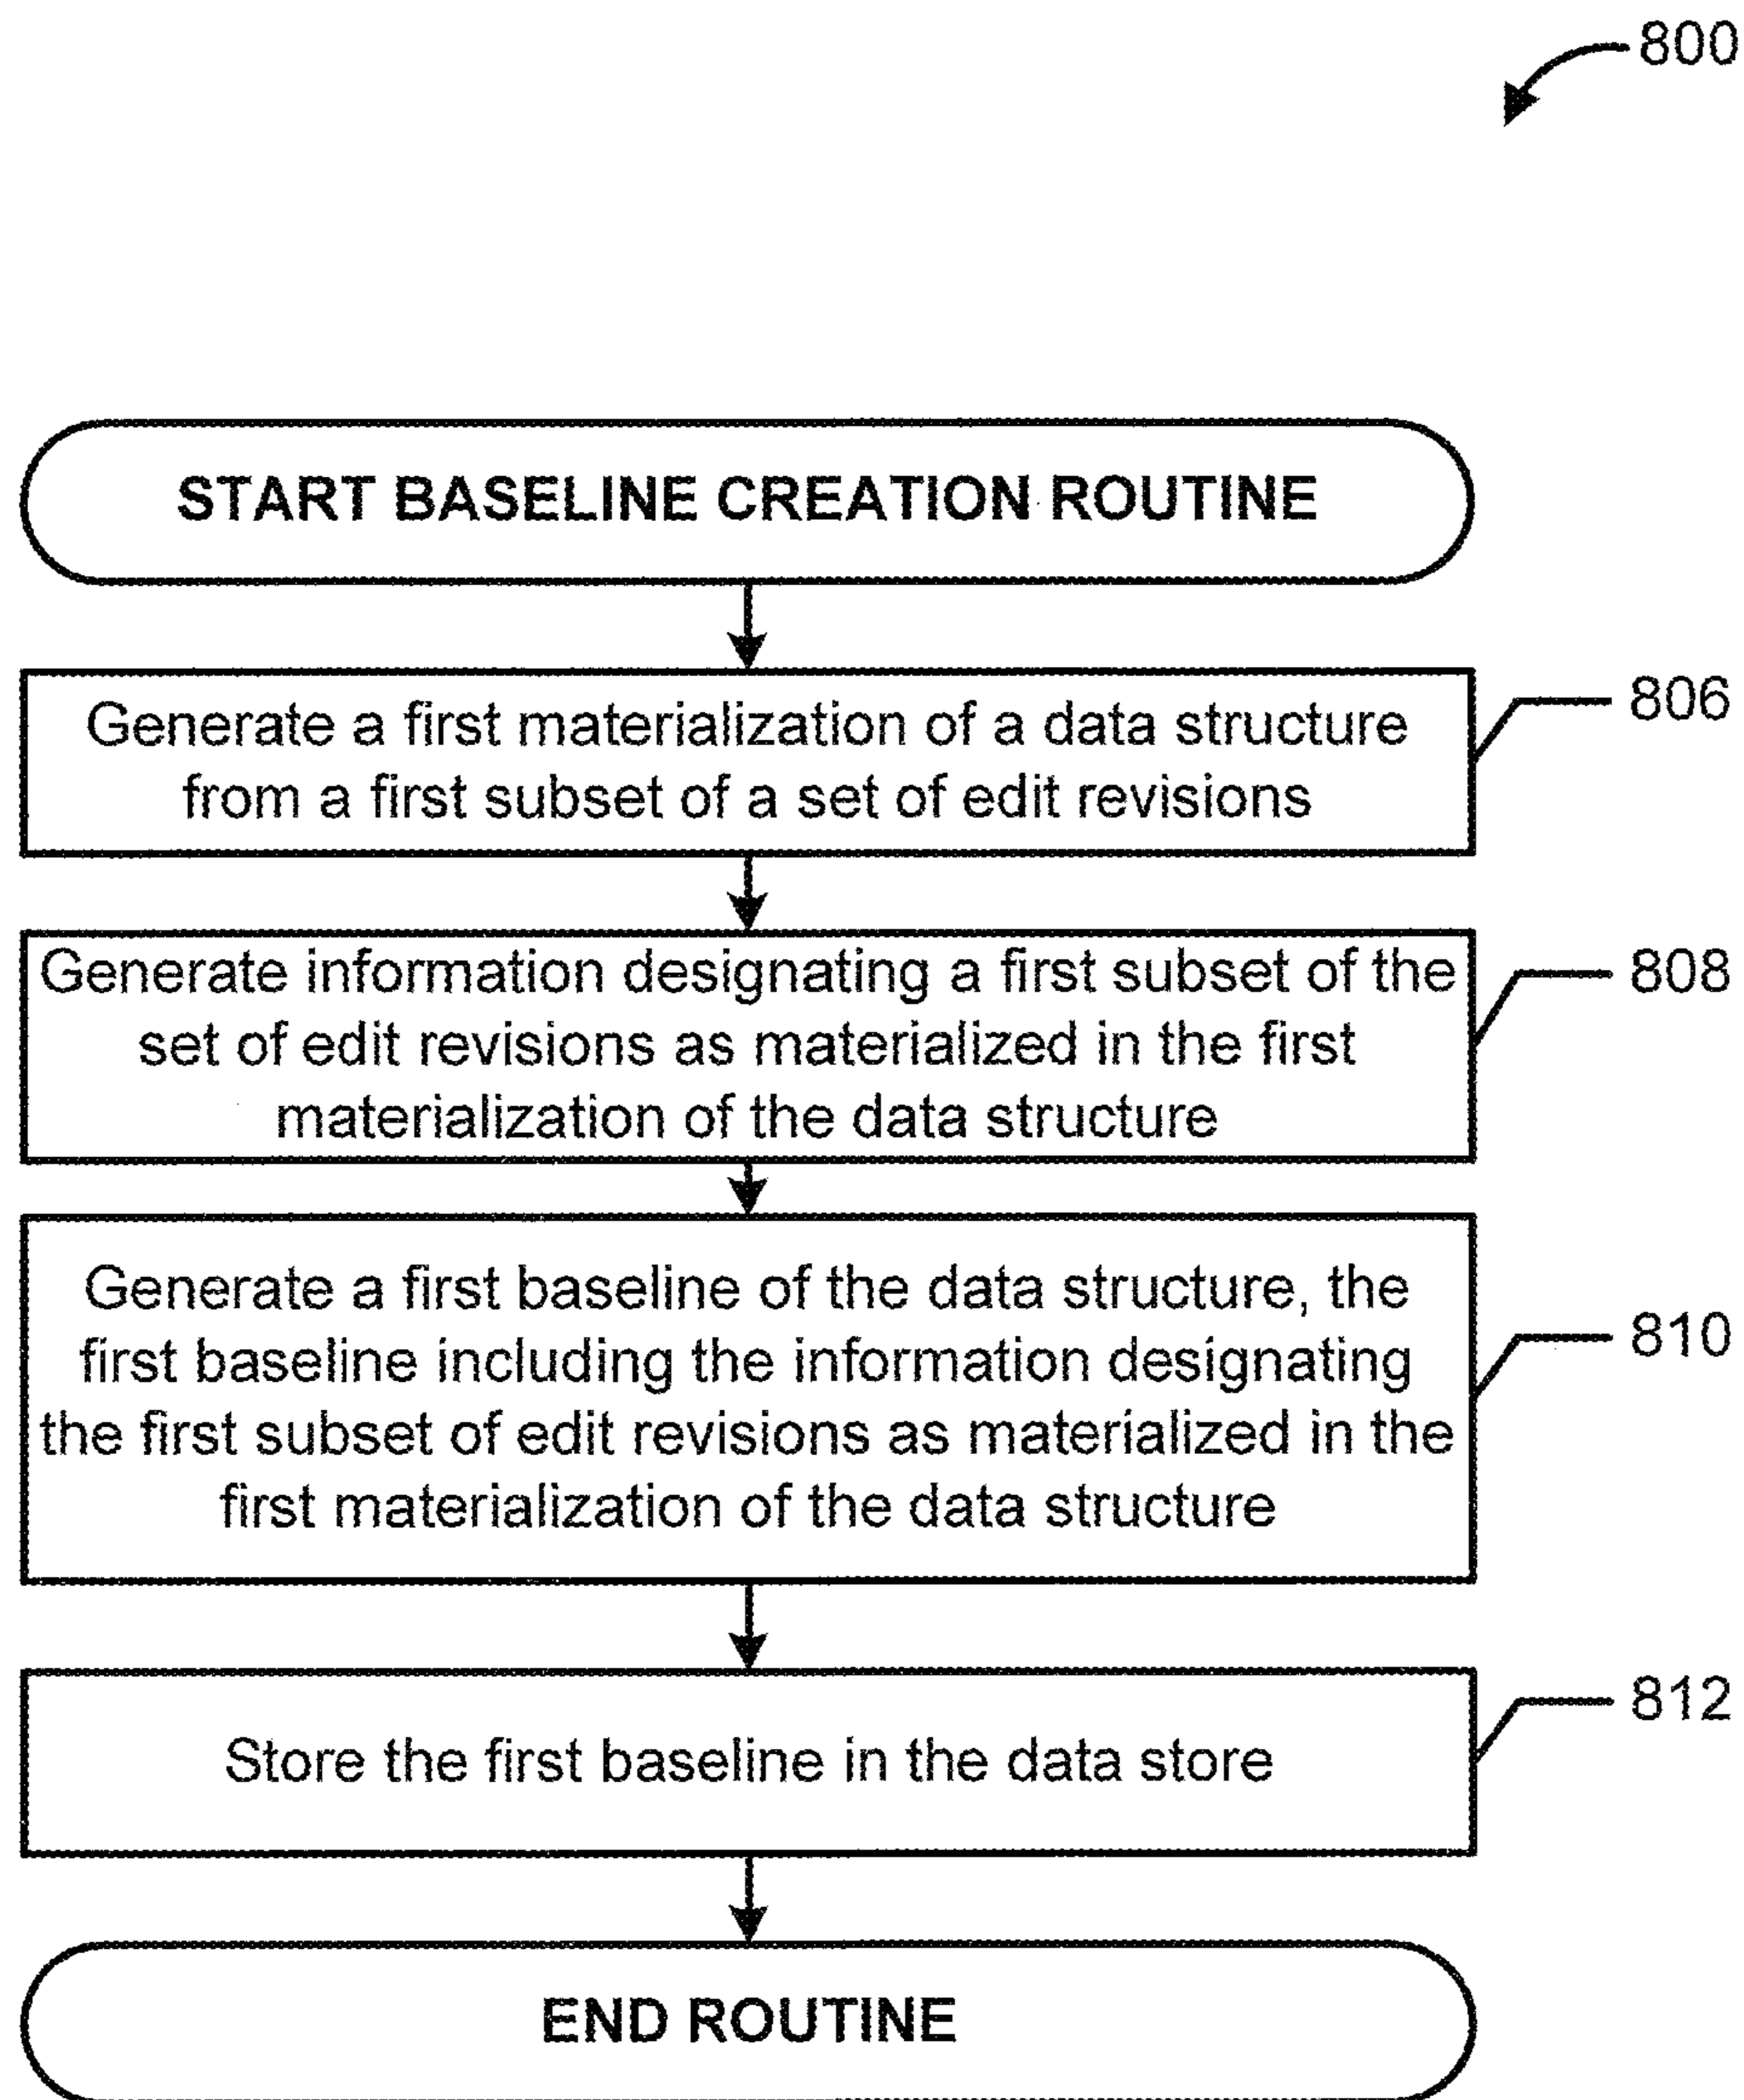 800
START BASELINE CREATION ROUTINE
Generate a first materialization of a data structure
from a first subset of a set of edit revisions
806
Generate information designating a first subset of the
set of edit revisions as materialized in the first
materialization of the data structure
808
Generate a first baseline of the data structure, the
first baseline including the information designating
the first subset of edit revisions as materialized in the
first materialization of the data structure
810
Store the first baseline in the data store
812
END ROUTINE